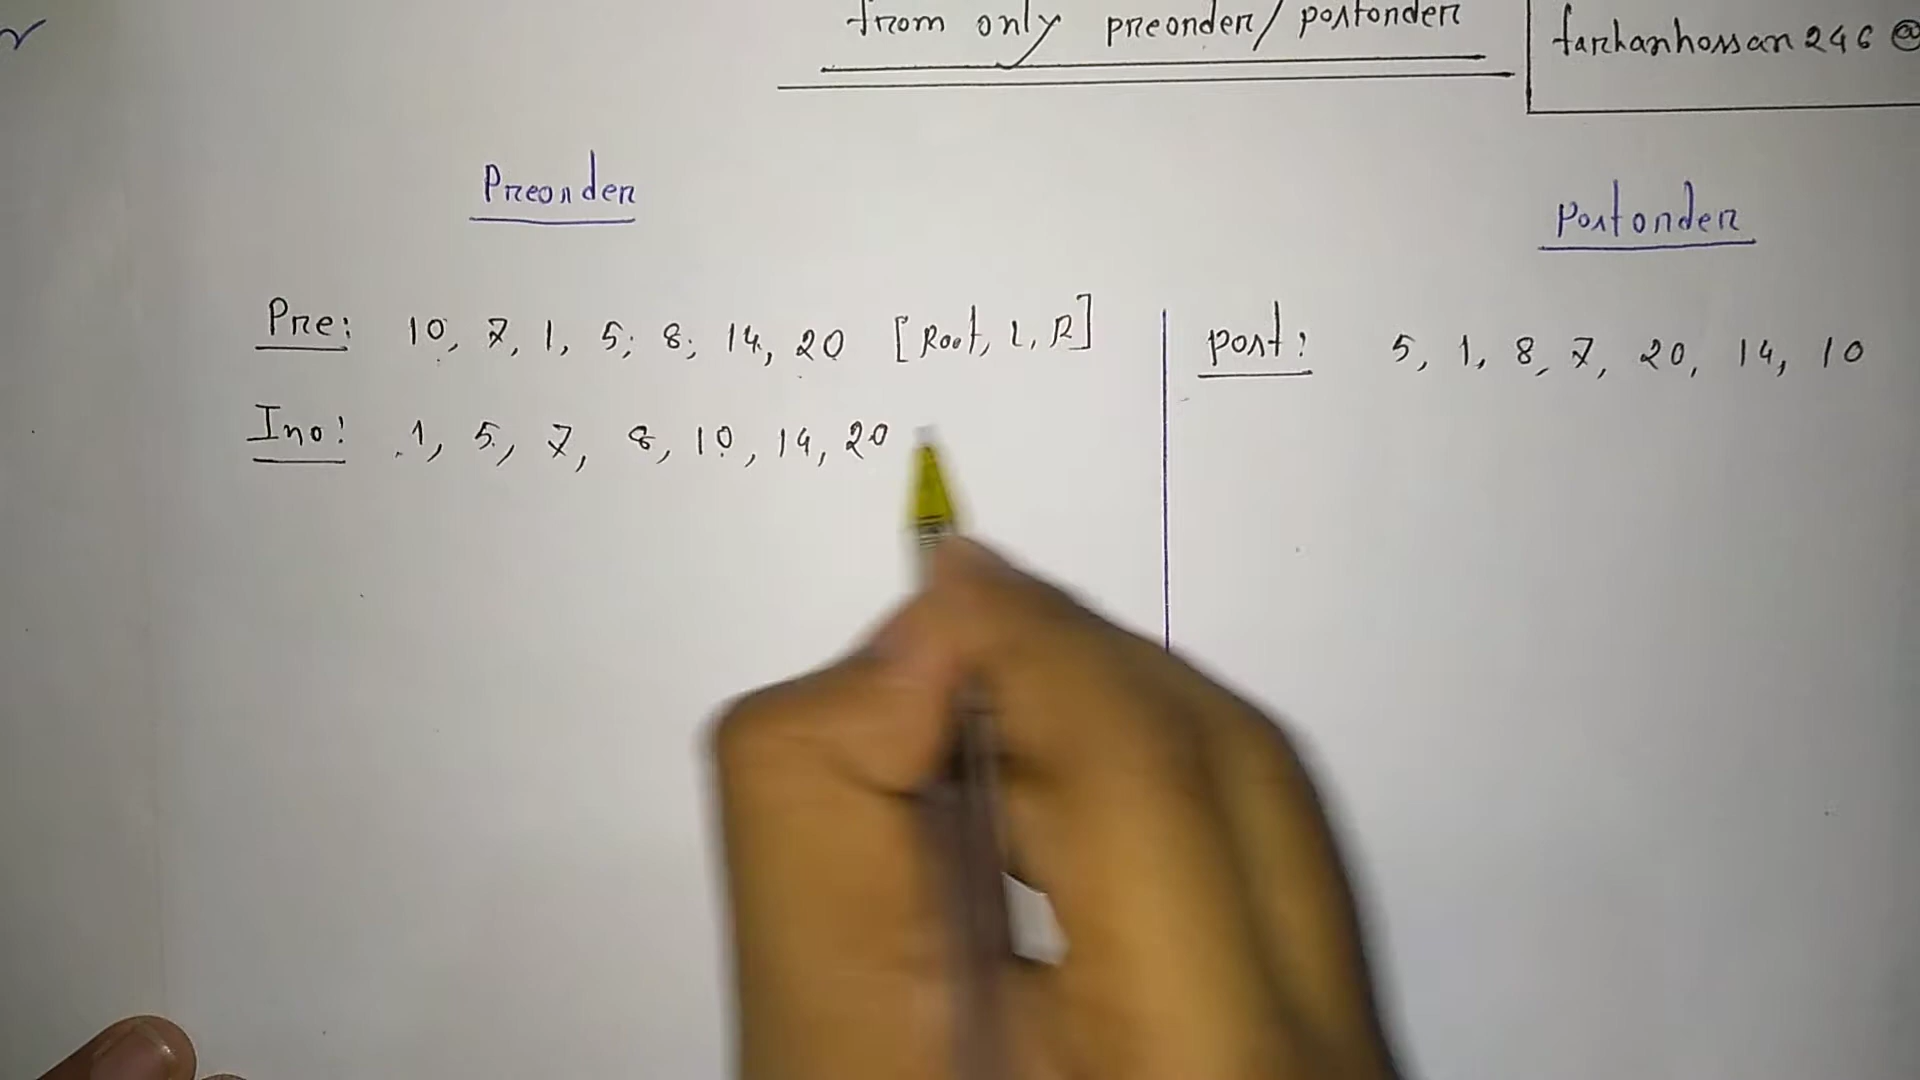 from only preorder/postorder
farhanhossan246@
Preorder
Postorder
Pre: 10, 7, 1, 5; 8; 14, 20 [Root, L, R]
post: 5, 1, 8, 7, 20, 14, 10
Ino: 1, 5, 7, 8, 10, 14, 20